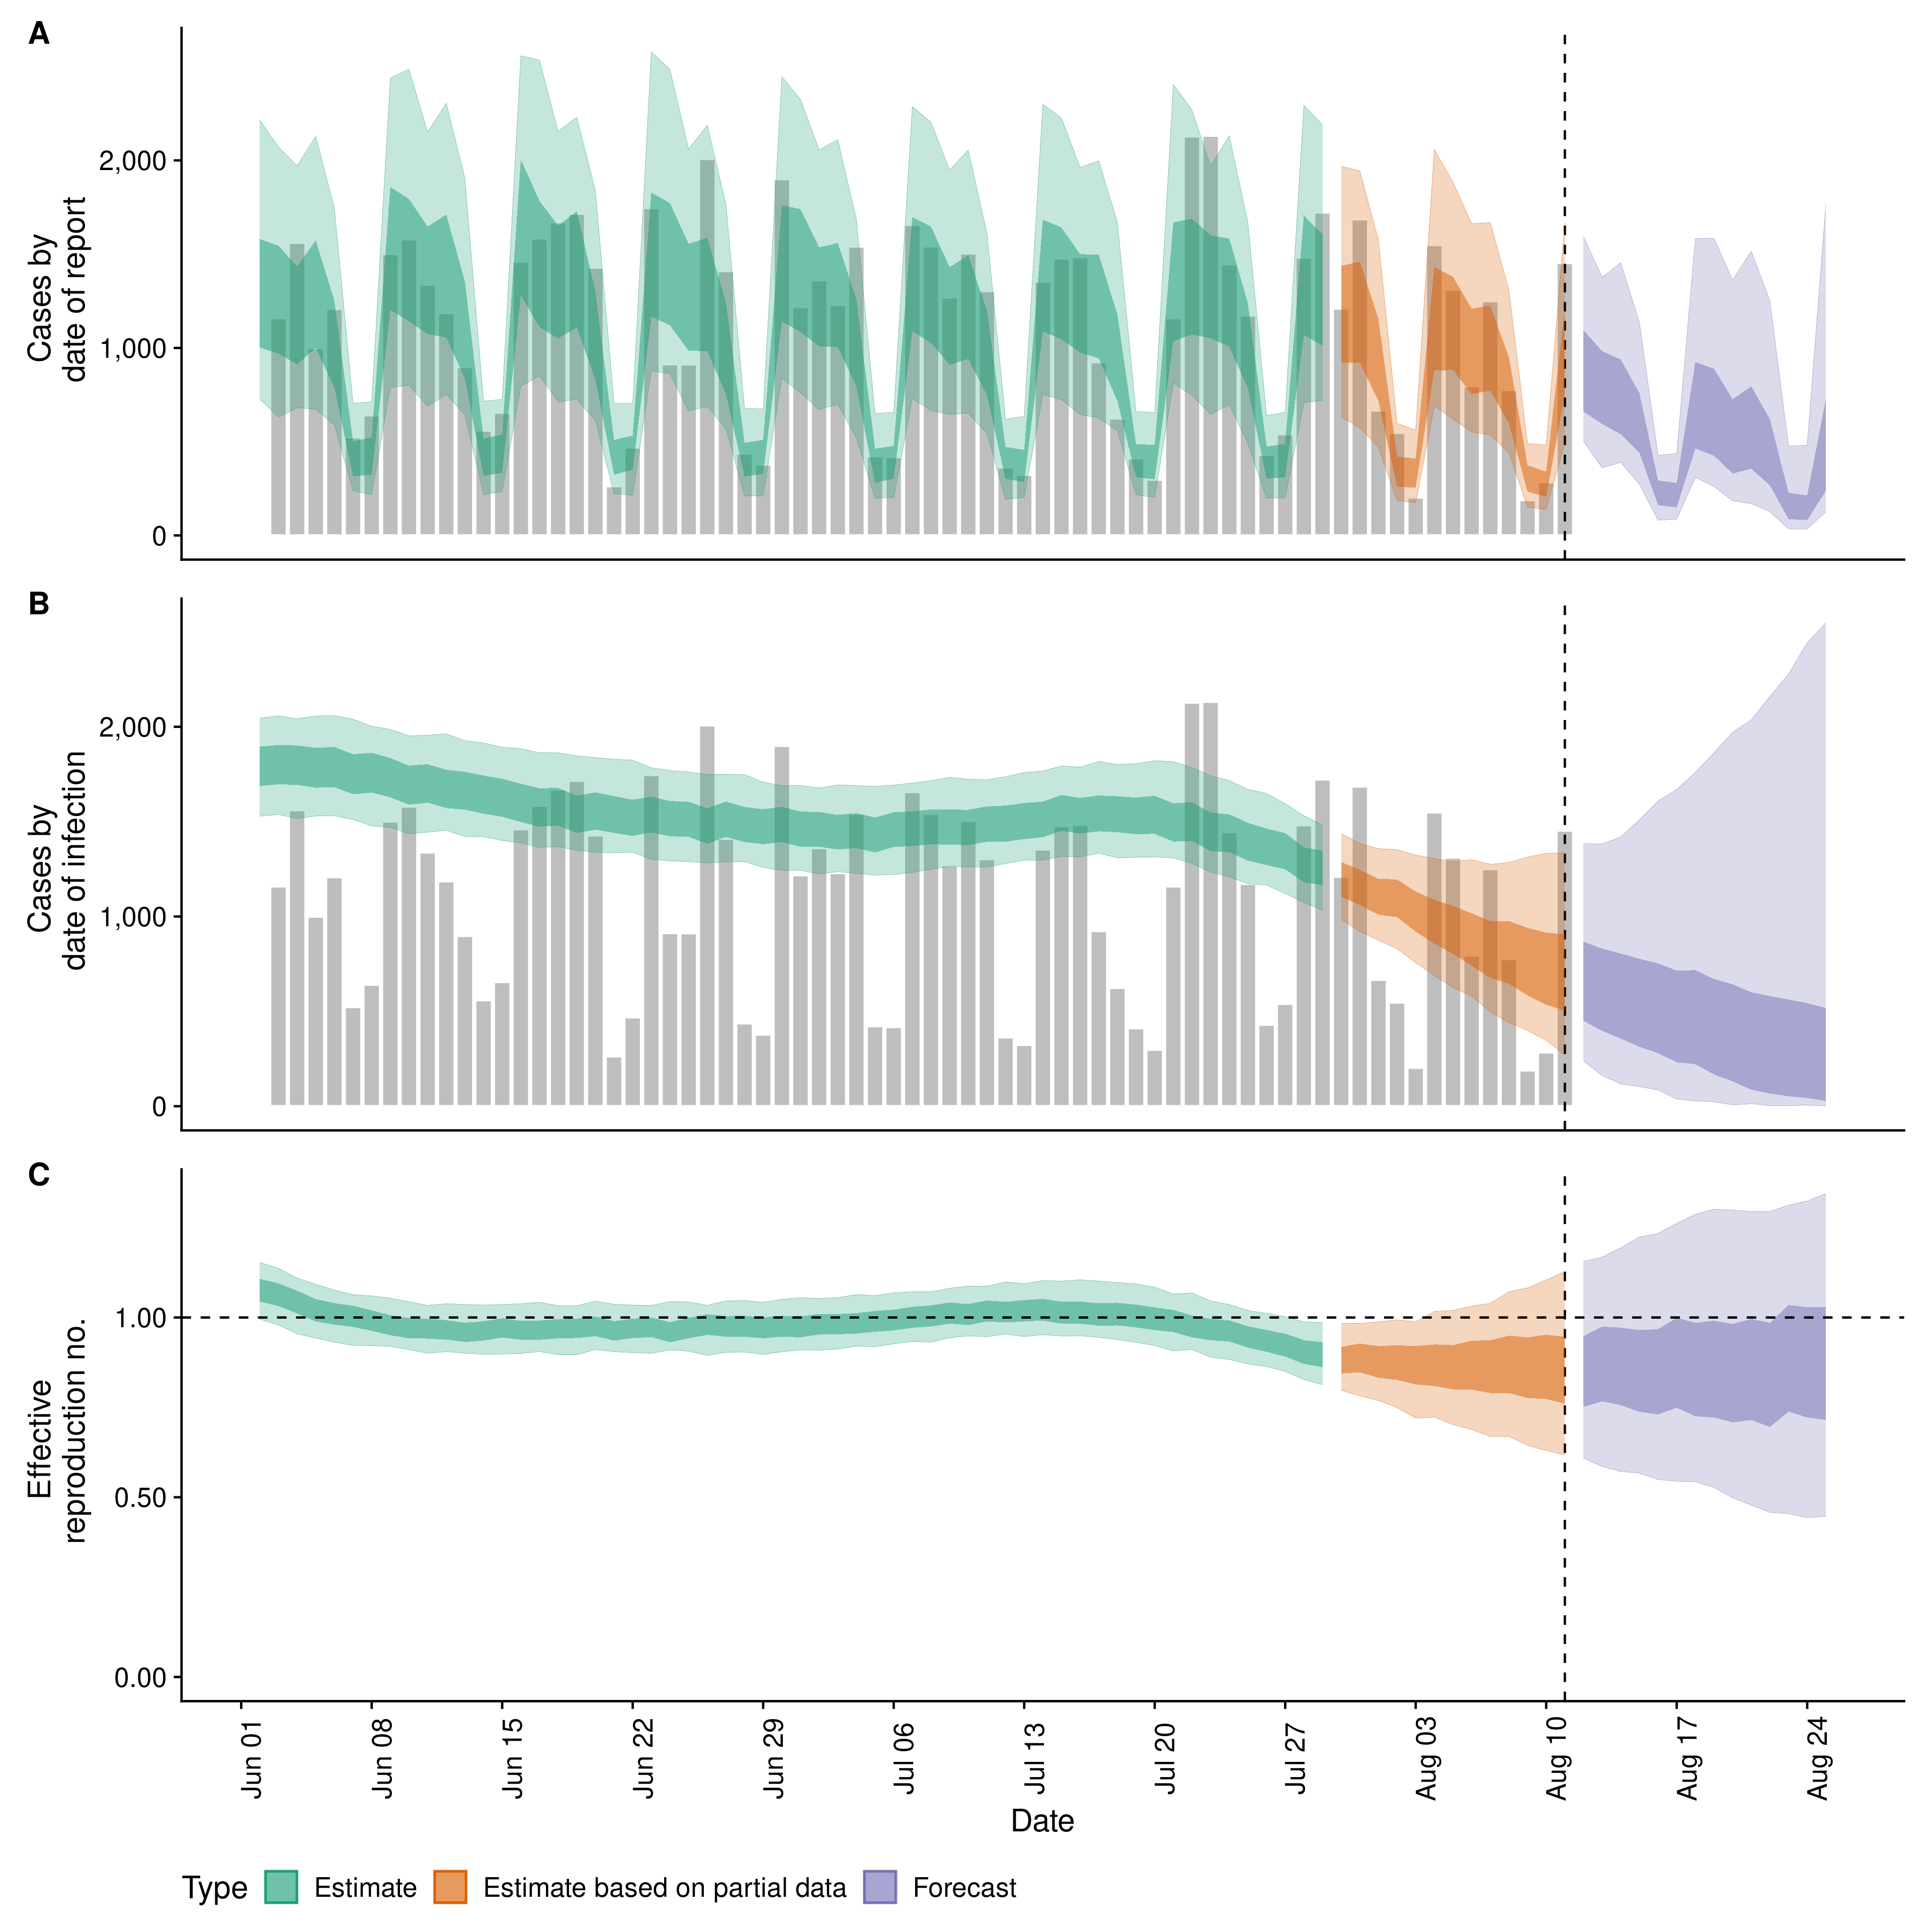 A
Cases by
date of report
2,000
1,000
0
B
Cases by
date of infection
2,000
1,000
0
C
Effective
reproduction no.
1.00
0.50
0.00
Jun 01
Jun 08
Jun 15
Jun 22
Jun 29
Jul 06
Jul 13
Jul 20
Jul 27
Aug 03
Aug 10
Aug 17
Aug 24
Date
Type Estimate Estimate based on partial data Forecast